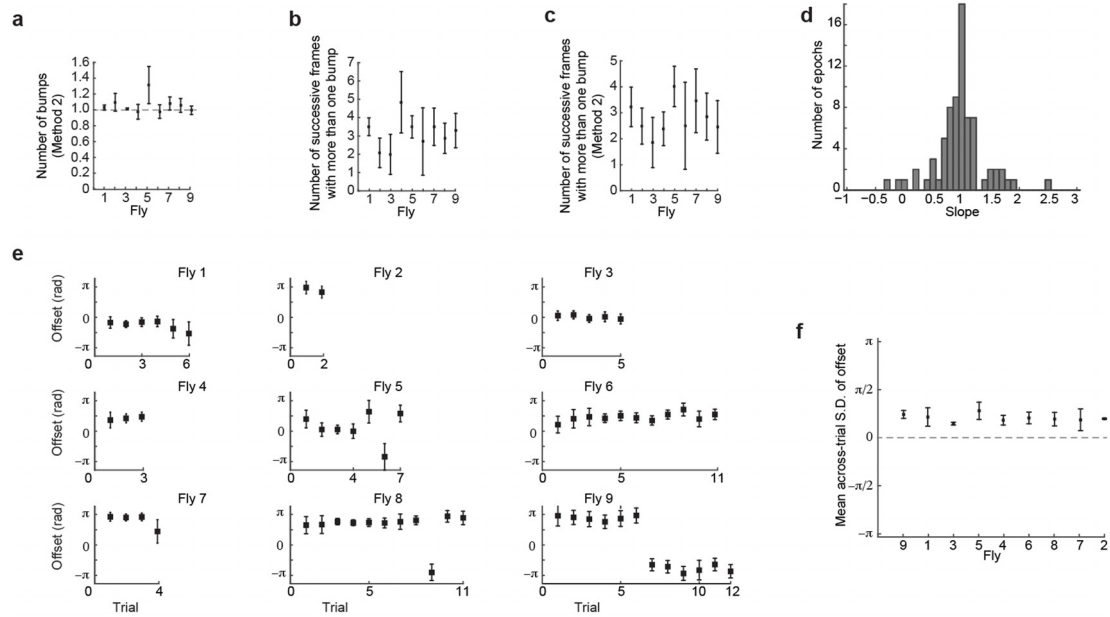 a
Number of bumps
(Method 2)
1.6
1.4
1.2
1.0
0.8
0.6
0.4
0.2
0
1 3 5 7 9
Fly
b
Number of successive frames
with more than one bump
7
6
5
4
3
2
1
0
1 3 5 7 9
Fly
c
Number of successive frames
with more than one bump
(Method 2)
5
4
3
2
1
0
1 3 5 7 9
Fly
d
Number of epochs
16
12
8
4
0
−1 −0.5 0 0.5 1 1.5 2 2.5 3
Slope
e
Fly 1
Offset (rad)
π
0
−π
0 3 6
Fly 2
π
0
−π
0 2
Fly 3
π
0
−π
0 5
Fly 4
Offset (rad)
π
0
−π
0 3
Fly 5
π
0
−π
0 4 7
Fly 6
π
0
−π
0 5 11
Fly 7
Offset (rad)
π
0
−π
0 4
Trial
Fly 8
π
0
−π
0 5 11
Trial
Fly 9
π
0
−π
0 5 10 12
Trial
f
Mean across-trial S.D. of offset
π
π/2
0
−π/2
−π
9 1 3 5 4 6 8 7 2
Fly